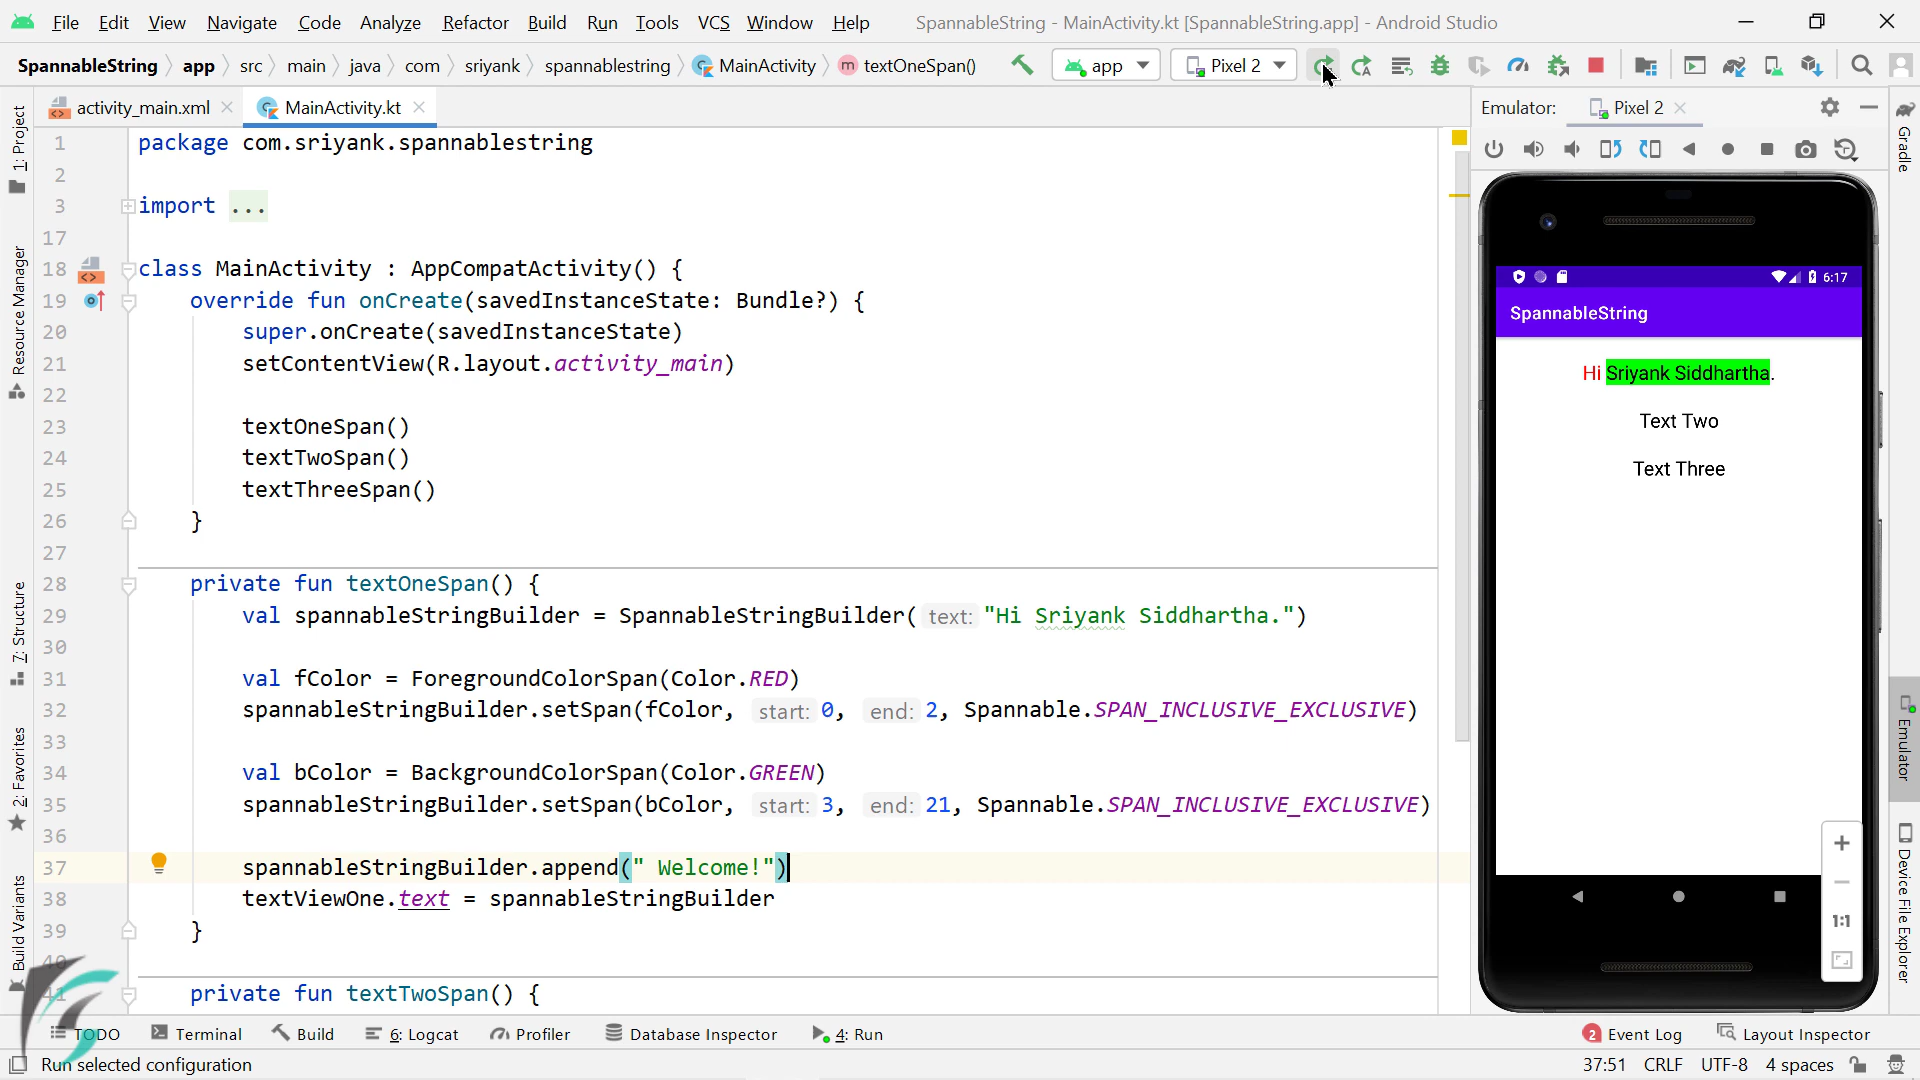 File Edit View Navigate Code Analyze Refactor Build Run Tools VCS Window Help SpannableString - MainActivity.kt [SpannableString.app] - Android Studio
SpannableString app src main java com sriyank spannablestring MainActivity m textOneSpan() app Pixel 2
activity_main.xml MainActivity.kt
Emulator: Pixel 2
1: Project
Resource Manager
7: Structure
2: Favorites
Build Variants
1 package com.sriyank.spannablestring
2
3 import ...
17
18 class MainActivity : AppCompatActivity() {
19 override fun onCreate(savedInstanceState: Bundle?) {
20 super.onCreate(savedInstanceState)
21 setContentView(R.layout.activity_main)
22
23 textOneSpan()
24 textTwoSpan()
25 textThreeSpan()
26 }
27
28 private fun textOneSpan() {
29 val spannableStringBuilder = SpannableStringBuilder( text: "Hi Sriyank Siddhartha.")
30
31 val fColor = ForegroundColorSpan(Color.RED)
32 spannableStringBuilder.setSpan(fColor, start: 0, end: 2, Spannable.SPAN_INCLUSIVE_EXCLUSIVE)
33
34 val bColor = BackgroundColorSpan(Color.GREEN)
35 spannableStringBuilder.setSpan(bColor, start: 3, end: 21, Spannable.SPAN_INCLUSIVE_EXCLUSIVE)
36
37 spannableStringBuilder.append(" Welcome!")
38 textViewOne.text = spannableStringBuilder
39 }
40
41 private fun textTwoSpan() {
6:17
SpannableString
Hi Sriyank Siddhartha.
Text Two
Text Three
1:1
Gradle
Emulator
Device File Explorer
TODO Terminal Build 6: Logcat Profiler Database Inspector 4: Run 2 Event Log Layout Inspector
Run selected configuration 37:51 CRLF UTF-8 4 spaces